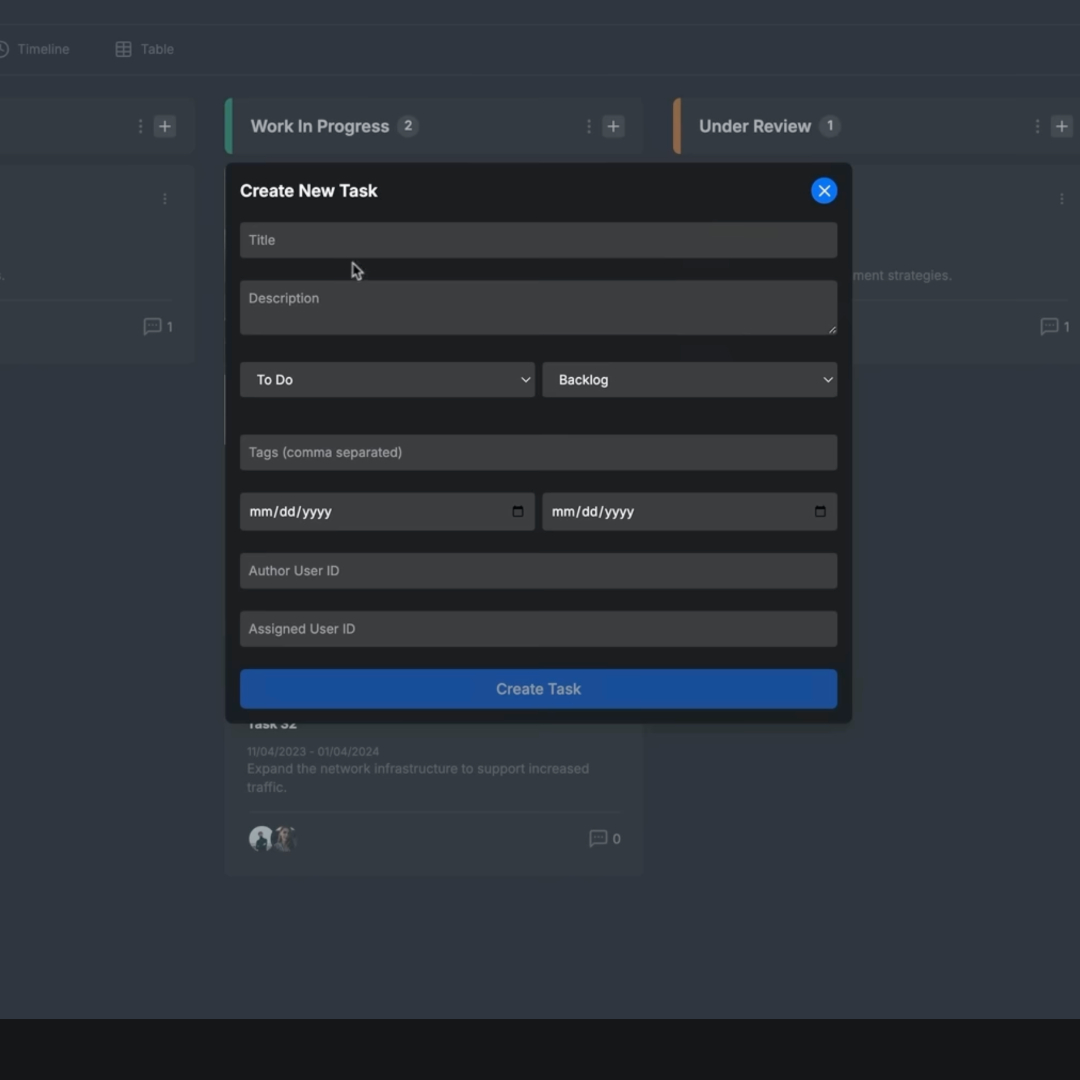 Timeline
Table
Work In Progress 2
Under Review 1
Create New Task
Title
s.
ment strategies.
Description
1
1
To Do
Backlog
Tags (comma separated)
mm/dd/yyyy
mm/dd/yyyy
Author User ID
Assigned User ID
Create Task
Task 32
11/04/2023 - 01/04/2024
Expand the network infrastructure to support increased
traffic.
0